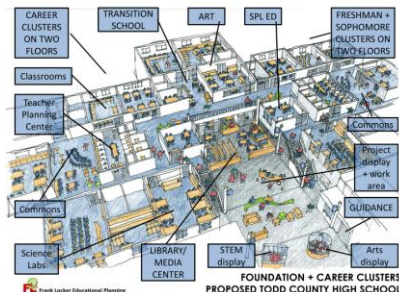 CAREER
CLUSTERS
ON TWO
FLOORS
TRANSITION
SCHOOL
ART
SPL ED
FRESHMAN +
SOPHOMORE
CLUSTERS ON
TWO FLOORS
Classrooms
Teacher
Planning
Center
Commons
Project
display
+ work
area
Commons
GUIDANCE
Science
Labs
LIBRARY/
MEDIA
CENTER
STEM
display
Arts
display
Frank Locker Educational Planning
FOUNDATION + CAREER CLUSTERS
PROPOSED TODD COUNTY HIGH SCHOOL